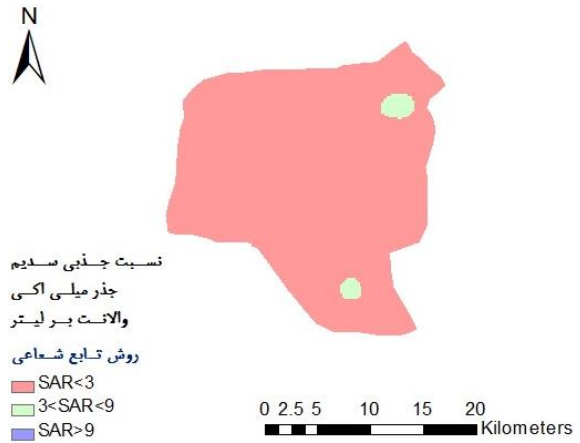 N
نسبت جذبی سدیم
جذر میلی اکی
والانت بر لیتر
روش تابع شعاعی
SAR<3
3<SAR<9
SAR>9
0 2.5 5 10 15 20
Kilometers